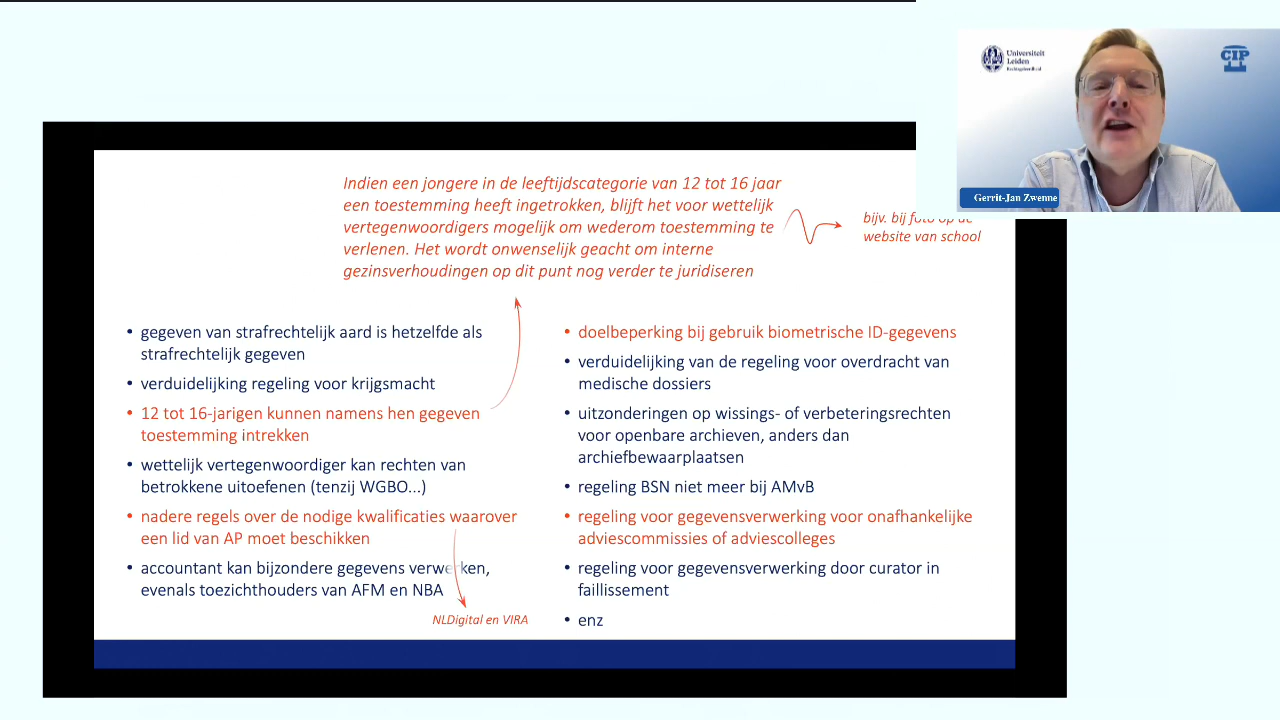 Universiteit
Leiden
Rechtsgeleerdheid
CIP
Gerrit-Jan Zwenne
Indien een jongere in de leeftijdscategorie van 12 tot 16 jaar
een toestemming heeft ingetrokken, blijft het voor wettelijk
vertegenwoordigers mogelijk om wederom toestemming te
verlenen. Het wordt onwenselijk geacht om interne
gezinsverhoudingen op dit punt nog verder te juridiseren
bijv. bij foto op de
website van school
• gegeven van strafrechtelijk aard is hetzelfde als
strafrechtelijk gegeven
• verduidelijking regeling voor krijgsmacht
• 12 tot 16-jarigen kunnen namens hen gegeven
toestemming intrekken
• wettelijk vertegenwoordiger kan rechten van
betrokkene uitoefenen (tenzij WGBO...)
• nadere regels over de nodige kwalificaties waarover
een lid van AP moet beschikken
• accountant kan bijzondere gegevens verwerken,
evenals toezichthouders van AFM en NBA
NLDigital en VIRA
• doelbeperking bij gebruik biometrische ID-gegevens
• verduidelijking van de regeling voor overdracht van
medische dossiers
• uitzonderingen op wissings- of verbeteringsrechten
voor openbare archieven, anders dan
archiefbewaarplaatsen
• regeling BSN niet meer bij AMvB
• regeling voor gegevensverwerking voor onafhankelijke
adviescommissies of adviescolleges
• regeling voor gegevensverwerking door curator in
faillissement
• enz